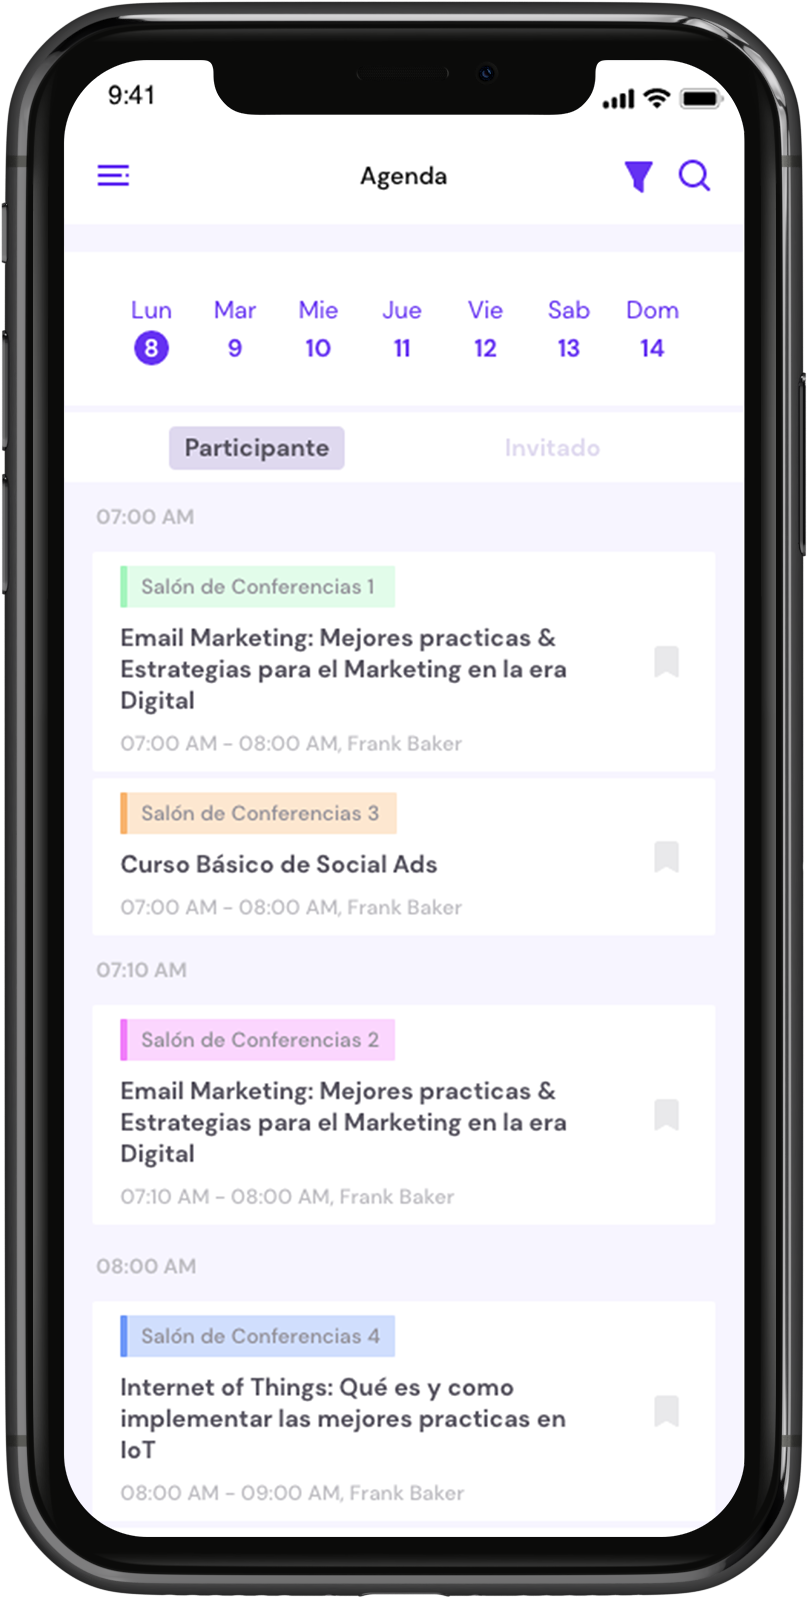 9:41
Agenda
Lun Mar Mie Jue Vie Sab Dom
8 9 10 11 12 13 14
Participante Invitado
07:00 AM
Salón de Conferencias 1
Email Marketing: Mejores practicas &
Estrategias para el Marketing en la era
Digital
07:00 AM - 08:00 AM, Frank Baker
Salón de Conferencias 3
Curso Básico de Social Ads
07:00 AM - 08:00 AM, Frank Baker
07:10 AM
Salón de Conferencias 2
Email Marketing: Mejores practicas &
Estrategias para el Marketing en la era
Digital
07:10 AM - 08:00 AM, Frank Baker
08:00 AM
Salón de Conferencias 4
Internet of Things: Qué es y como
implementar las mejores practicas en
IoT
08:00 AM - 09:00 AM, Frank Baker